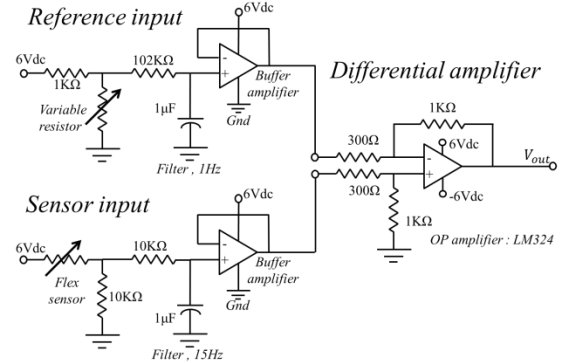 Reference input
6Vdc
6Vdc
1KΩ
102KΩ
-
+
Buffer
amplifier
Variable
resistor
1μF
Gnd
Filter , 1Hz
Differential amplifier
1KΩ
300Ω
300Ω
-
+
6Vdc
-6Vdc
Vout
1KΩ
OP amplifier : LM324
Sensor input
6Vdc
6Vdc
10KΩ
-
+
Buffer
amplifier
Flex
sensor
10KΩ
1μF
Gnd
Filter , 15Hz